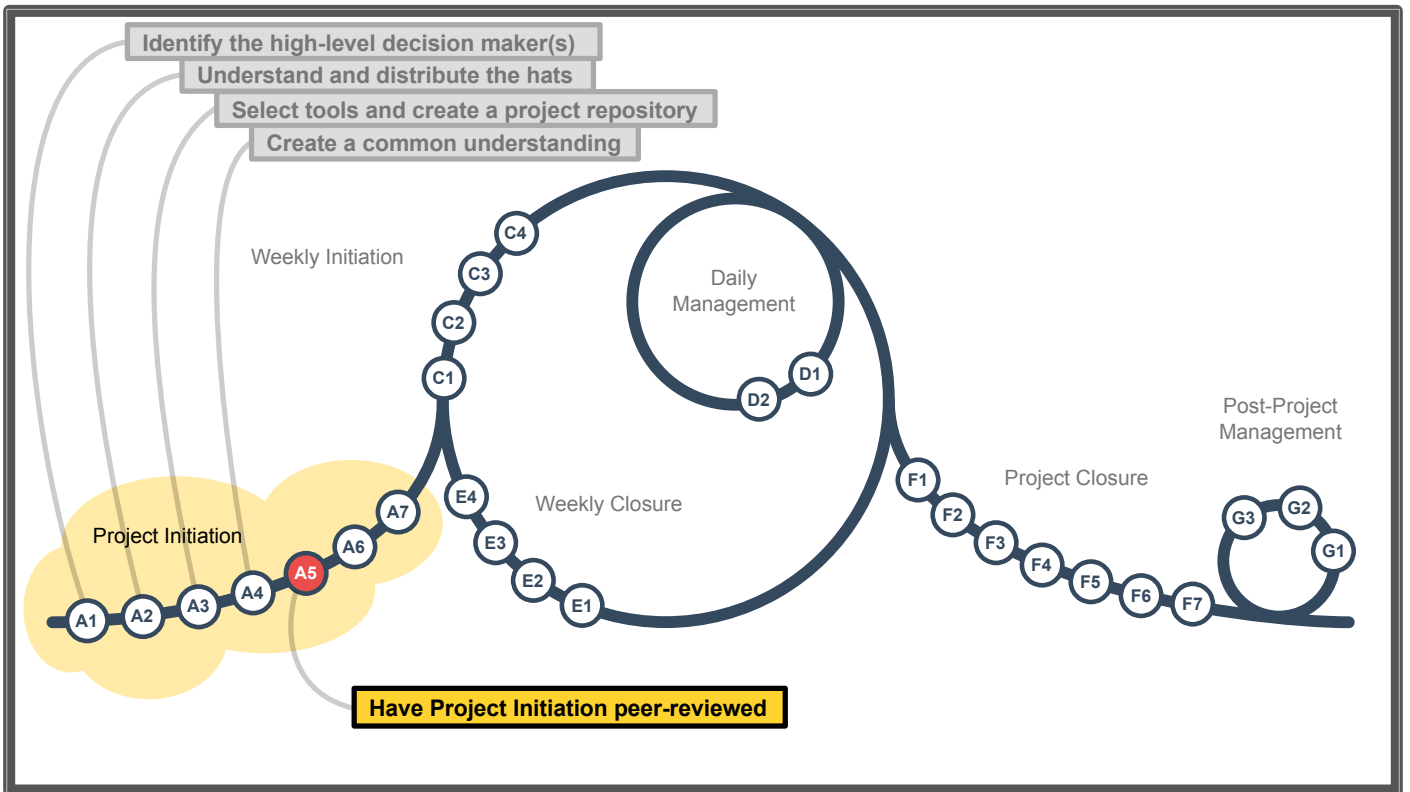 Identify the high-level decision maker(s)
Understand and distribute the hats
Select tools and create a project repository
Create a common understanding
C4
Weekly Initiation
C3
Daily
Management
C2
C1
D1
D2
Post-Project
Management
F1
Project Closure
E4
Weekly Closure
A7
F2
G3
G2
Project Initiation
A6
E3
F3
G1
A5
E2
F4
A4
F5
A3
E1
F6
F7
A2
A1
Have Project Initiation peer-reviewed